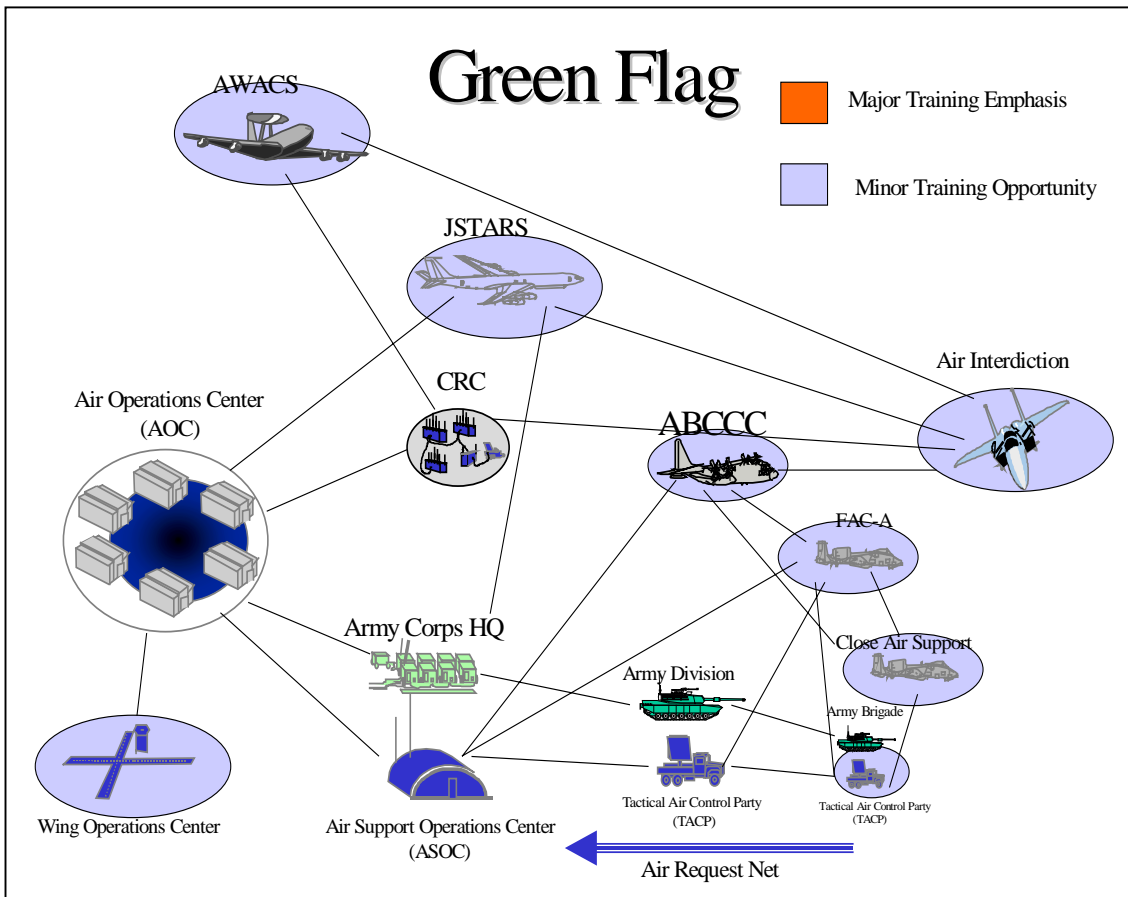 Green Flag
AWACS
Major Training Emphasis
Minor Training Opportunity
JSTARS
Air Interdiction
CRC
Air Operations Center
(AOC)
ABCCC
FAC-A
Army Corps HQ
Close Air Support
Army Division
Army Brigade
Wing Operations Center
Air Support Operations Center
(ASOC)
Tactical Air Control Party
(TACP)
Tactical Air Control Party
(TACP)
Air Request Net